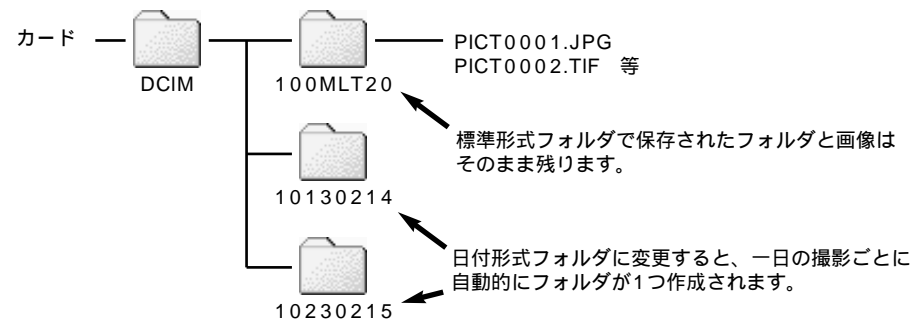 カード
DCIM
100MLT20
PICT0001.JPG
PICT0002.TIF 等
標準形式フォルダで保存されたフォルダと画像は
そのまま残ります。
10130214
日付形式フォルダに変更すると、一日の撮影ごとに
自動的にフォルダが1つ作成されます。
10230215